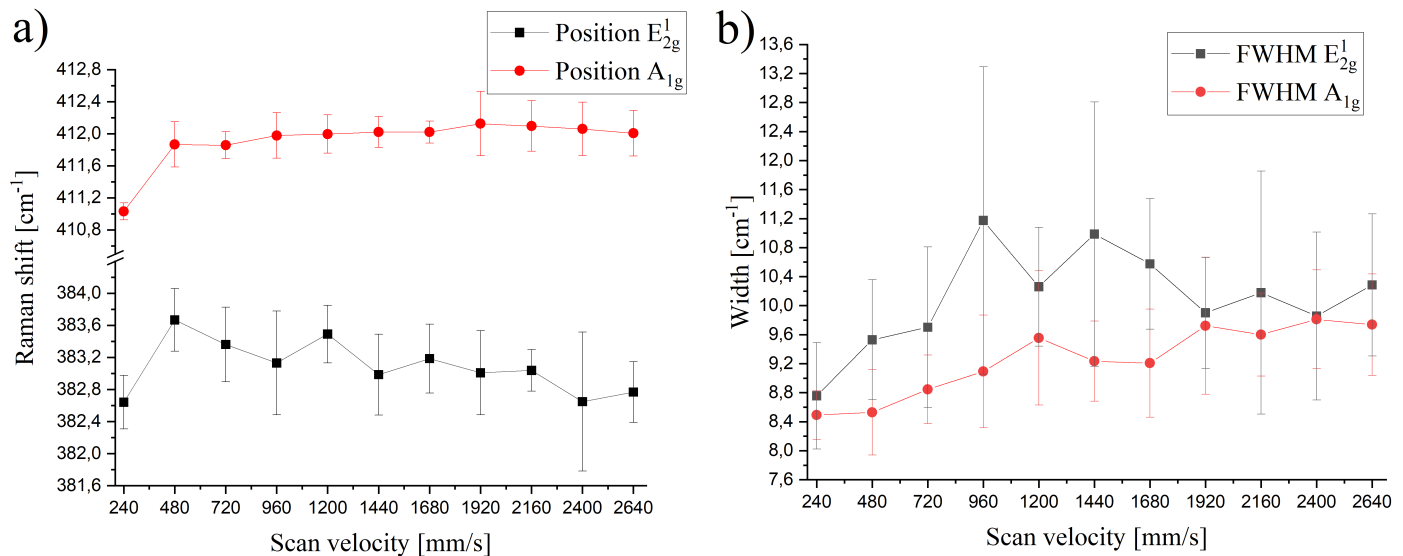 a)
Position E¹₂g
Position A₁g
412,8
412,4
412,0
411,6
411,2
410,8
384,0
383,6
383,2
382,8
382,4
382,0
381,6
Raman shift [cm⁻¹]
240 480 720 960 1200 1440 1680 1920 2160 2400 2640
Scan velocity [mm/s]
b)
FWHM E¹₂g
FWHM A₁g
13,6
13,2
12,8
12,4
12,0
11,6
11,2
10,8
10,4
10,0
9,6
9,2
8,8
8,4
8,0
7,6
Width [cm⁻¹]
240 480 720 960 1200 1440 1680 1920 2160 2400 2640
Scan velocity [mm/s]